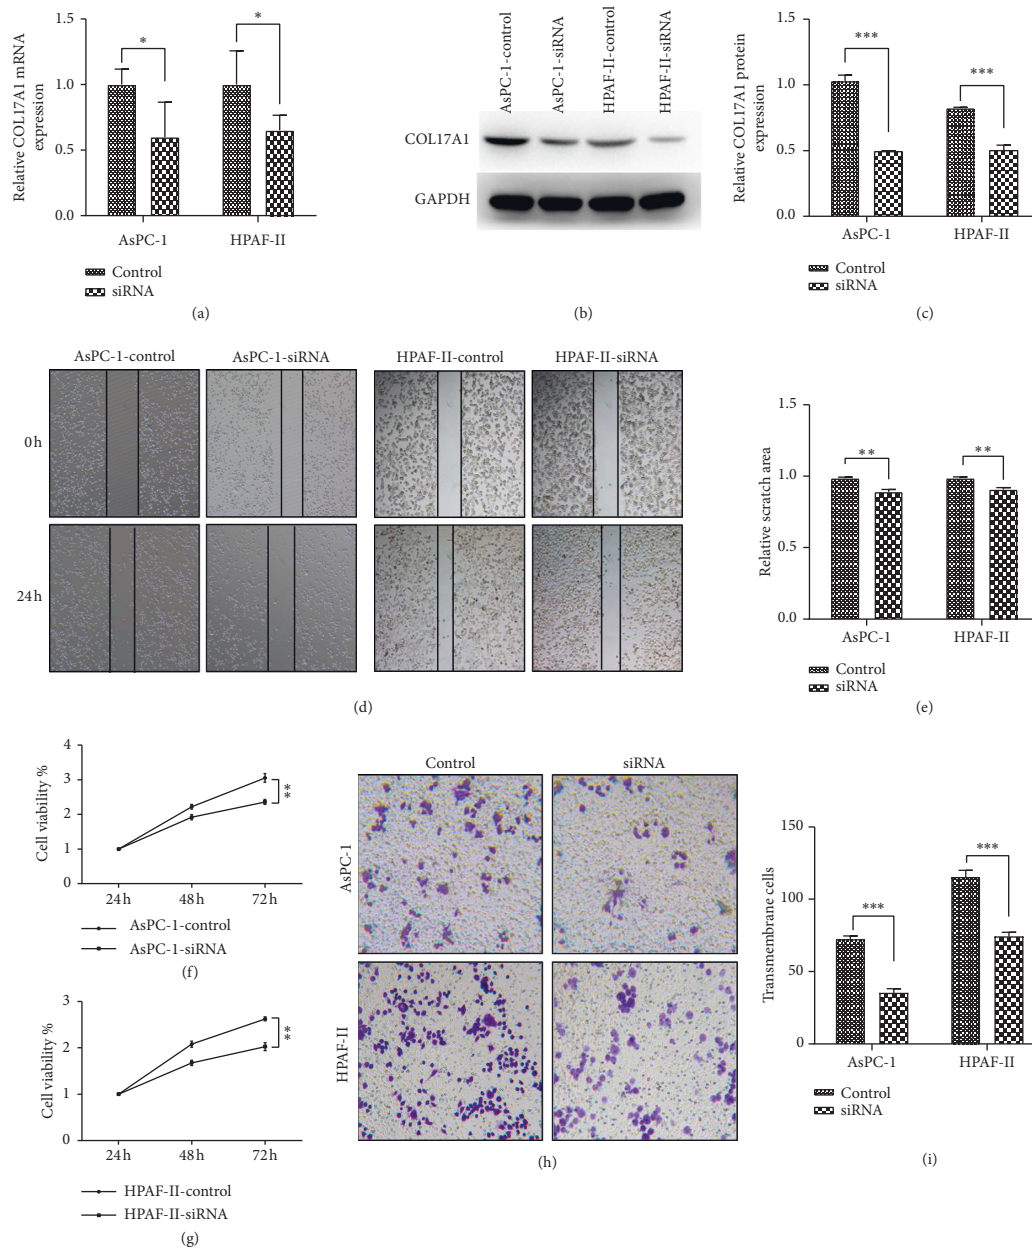 Relative COL17A1 mRNA
expression
1.5
1.0
0.5
0.0
*
*
AsPC-1
HPAF-II
Control
siRNA
(a)
AsPC-1-control
AsPC-1-siRNA
HPAF-II-control
HPAF-II-siRNA
COL17A1
GAPDH
(b)
Relative COL17A1 protein
expression
1.5
1.0
0.5
0.0
***
***
AsPC-1
HPAF-II
Control
siRNA
(c)
AsPC-1-control
AsPC-1-siRNA
HPAF-II-control
HPAF-II-siRNA
0 h
24 h
(d)
Relative scratch area
1.5
1.0
0.5
0.0
**
**
AsPC-1
HPAF-II
Control
siRNA
(e)
Cell viability %
4
3
2
1
0
**
24 h
48 h
72 h
AsPC-1-control
AsPC-1-siRNA
(f)
Cell viability %
3
2
1
0
**
24 h
48 h
72 h
HPAF-II-control
HPAF-II-siRNA
(g)
Control
siRNA
AsPC-1
HPAF-II
(h)
Transmembrane cells
150
100
50
0
***
***
AsPC-1
HPAF-II
Control
siRNA
(i)